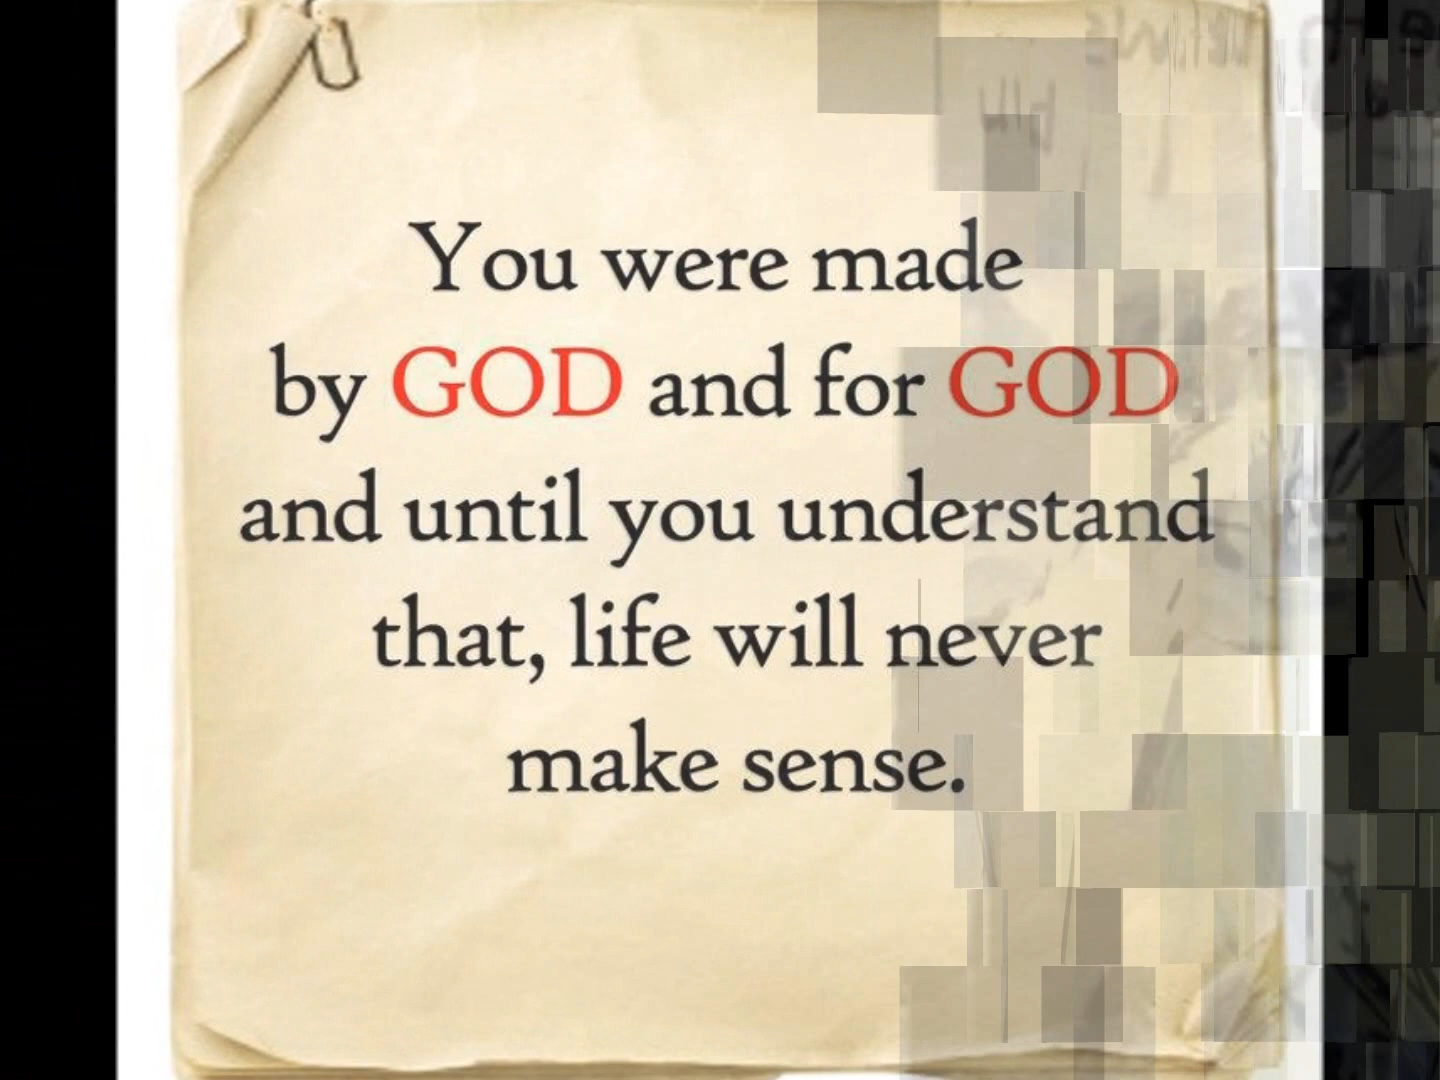 You were made
by GOD and for GOD
and until you understand
that, life will never
make sense.